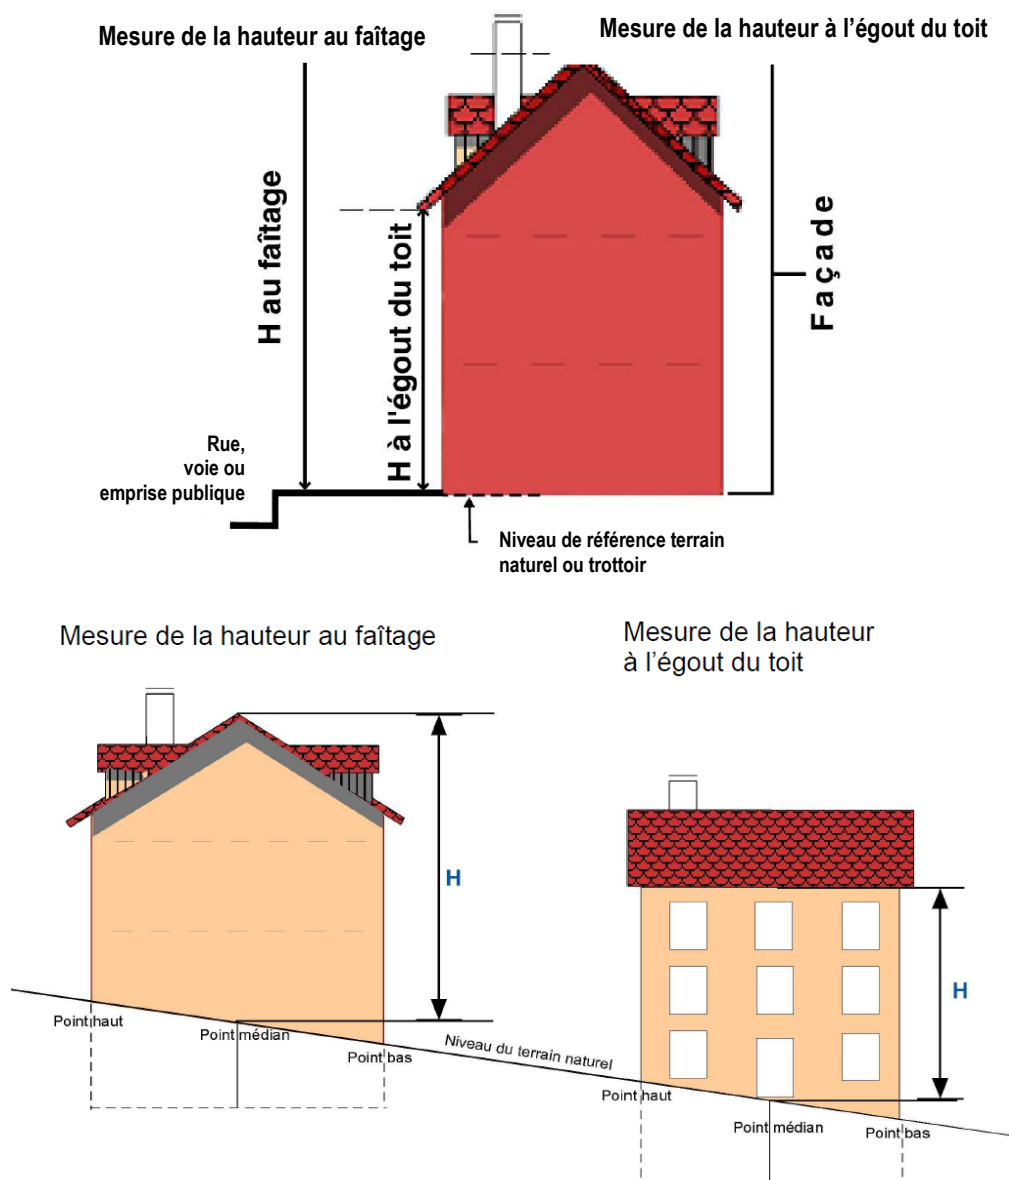 Mesure de la hauteur au faîtage
Mesure de la hauteur à l’égout du toit
H au faîtage
H à l'égout du toit
Façade
Rue,
voie ou
emprise publique
Niveau de référence terrain
naturel ou trottoir
Mesure de la hauteur au faîtage
Mesure de la hauteur
à l’égout du toit
H
H
Point haut
Point médian
Point bas
Niveau du terrain naturel
Point haut
Point médian
Point bas